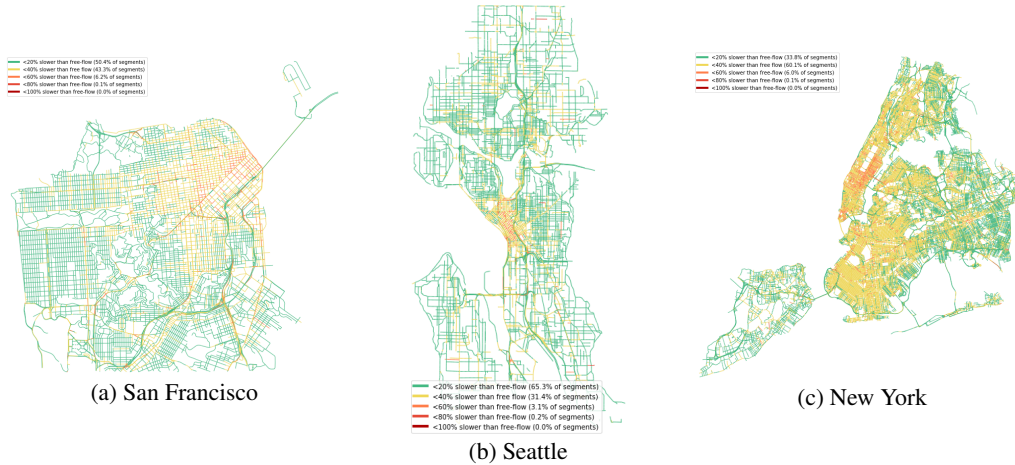 <20% slower than free-flow (50.4% of segments)
<40% slower than free-flow (43.3% of segments)
<60% slower than free-flow (6.2% of segments)
<80% slower than free-flow (0.1% of segments)
<100% slower than free-flow (0.0% of segments)
(a) San Francisco
<20% slower than free-flow (65.3% of segments)
<40% slower than free-flow (31.4% of segments)
<60% slower than free-flow (3.1% of segments)
<80% slower than free-flow (0.2% of segments)
<100% slower than free-flow (0.0% of segments)
(b) Seattle
<20% slower than free-flow (33.8% of segments)
<40% slower than free-flow (60.1% of segments)
<60% slower than free-flow (6.0% of segments)
<80% slower than free-flow (0.1% of segments)
<100% slower than free-flow (0.0% of segments)
(c) New York